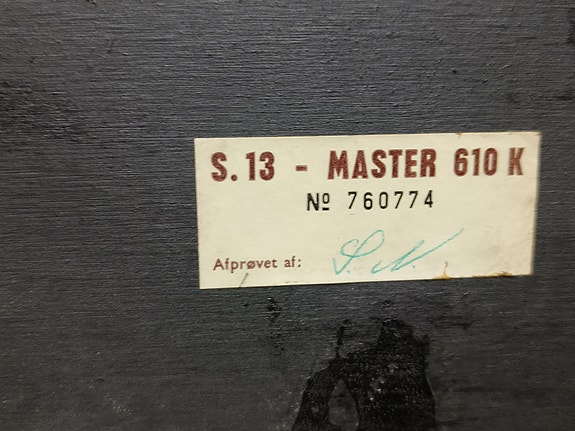 S. 13 - MASTER 610 K
Nº 760774
Afprøvet af: S. N.